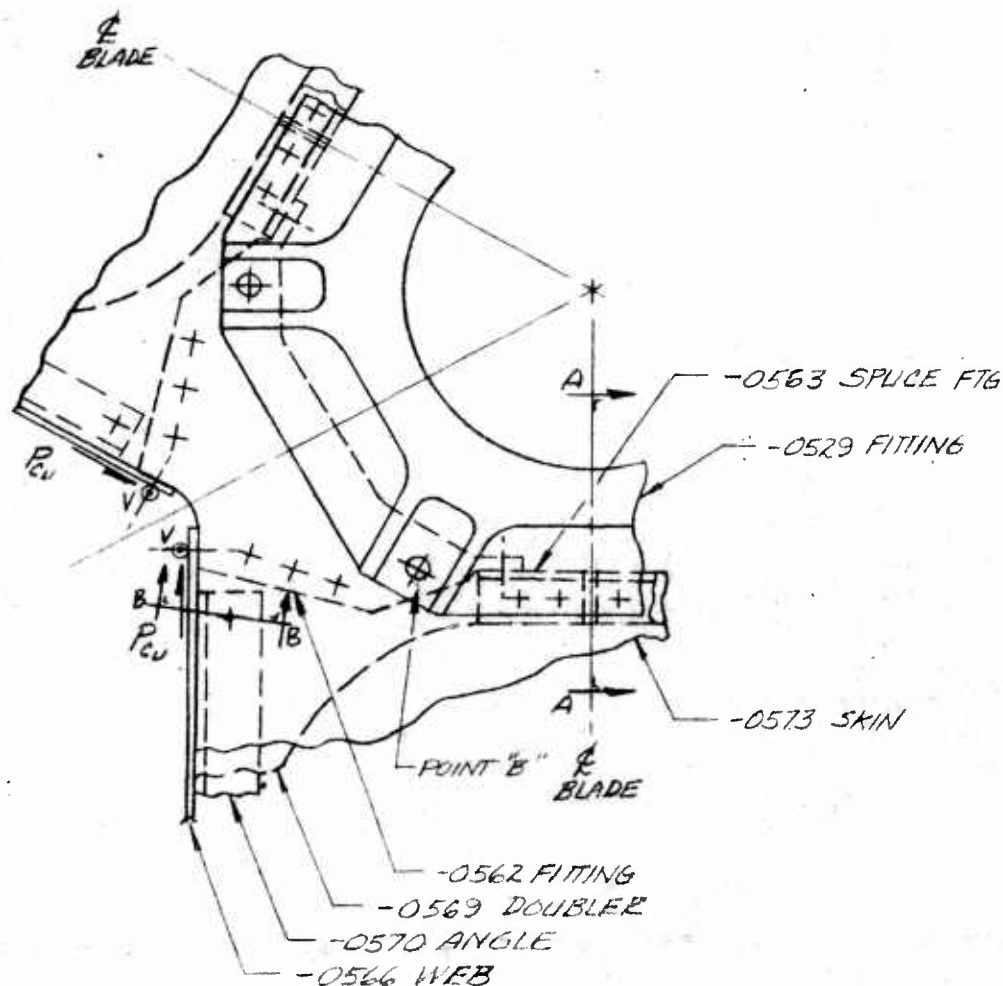 ℄
BLADE
A
-0563 SPLICE FTG
-0529 FITTING
PCU
V
V
B
B
PCU
A
-0573 SKIN
POINT "B"
℄
BLADE
-0562 FITTING
-0569 DOUBLER
-0570 ANGLE
-0566 WEB